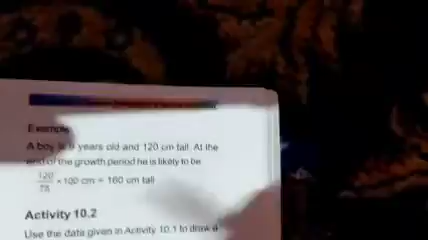 Example
A boy is 9 years old and 120 cm tall. At the
end of the growth period he is likely to be
120/75 × 100 cm = 160 cm tall
Activity 10.2
Use the data given in Activity 10.1 to draw a